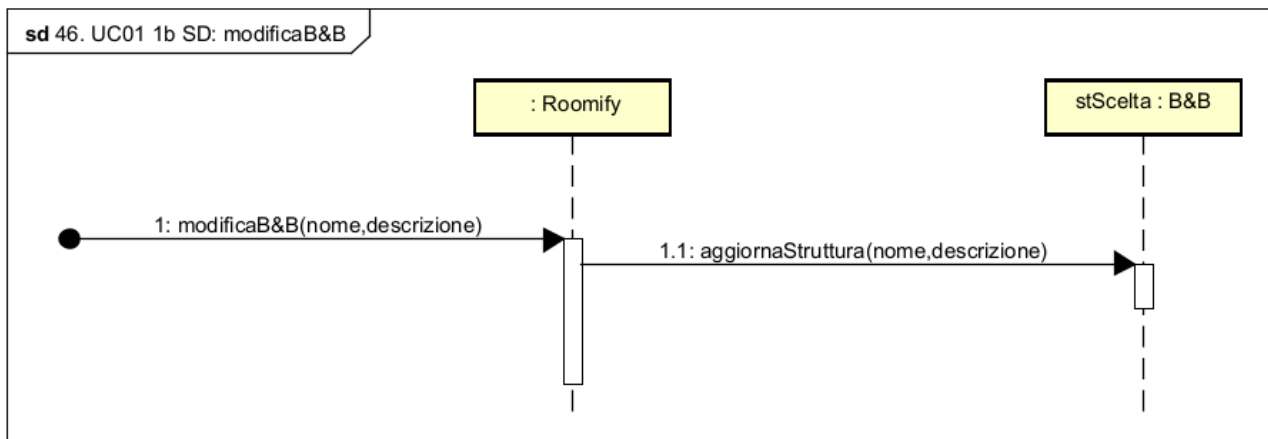 sd 46. UC01 1b SD: modificaB&B
: Roomify
stScelta : B&B
1: modificaB&B(nome,descrizione)
1.1: aggiornaStruttura(nome,descrizione)